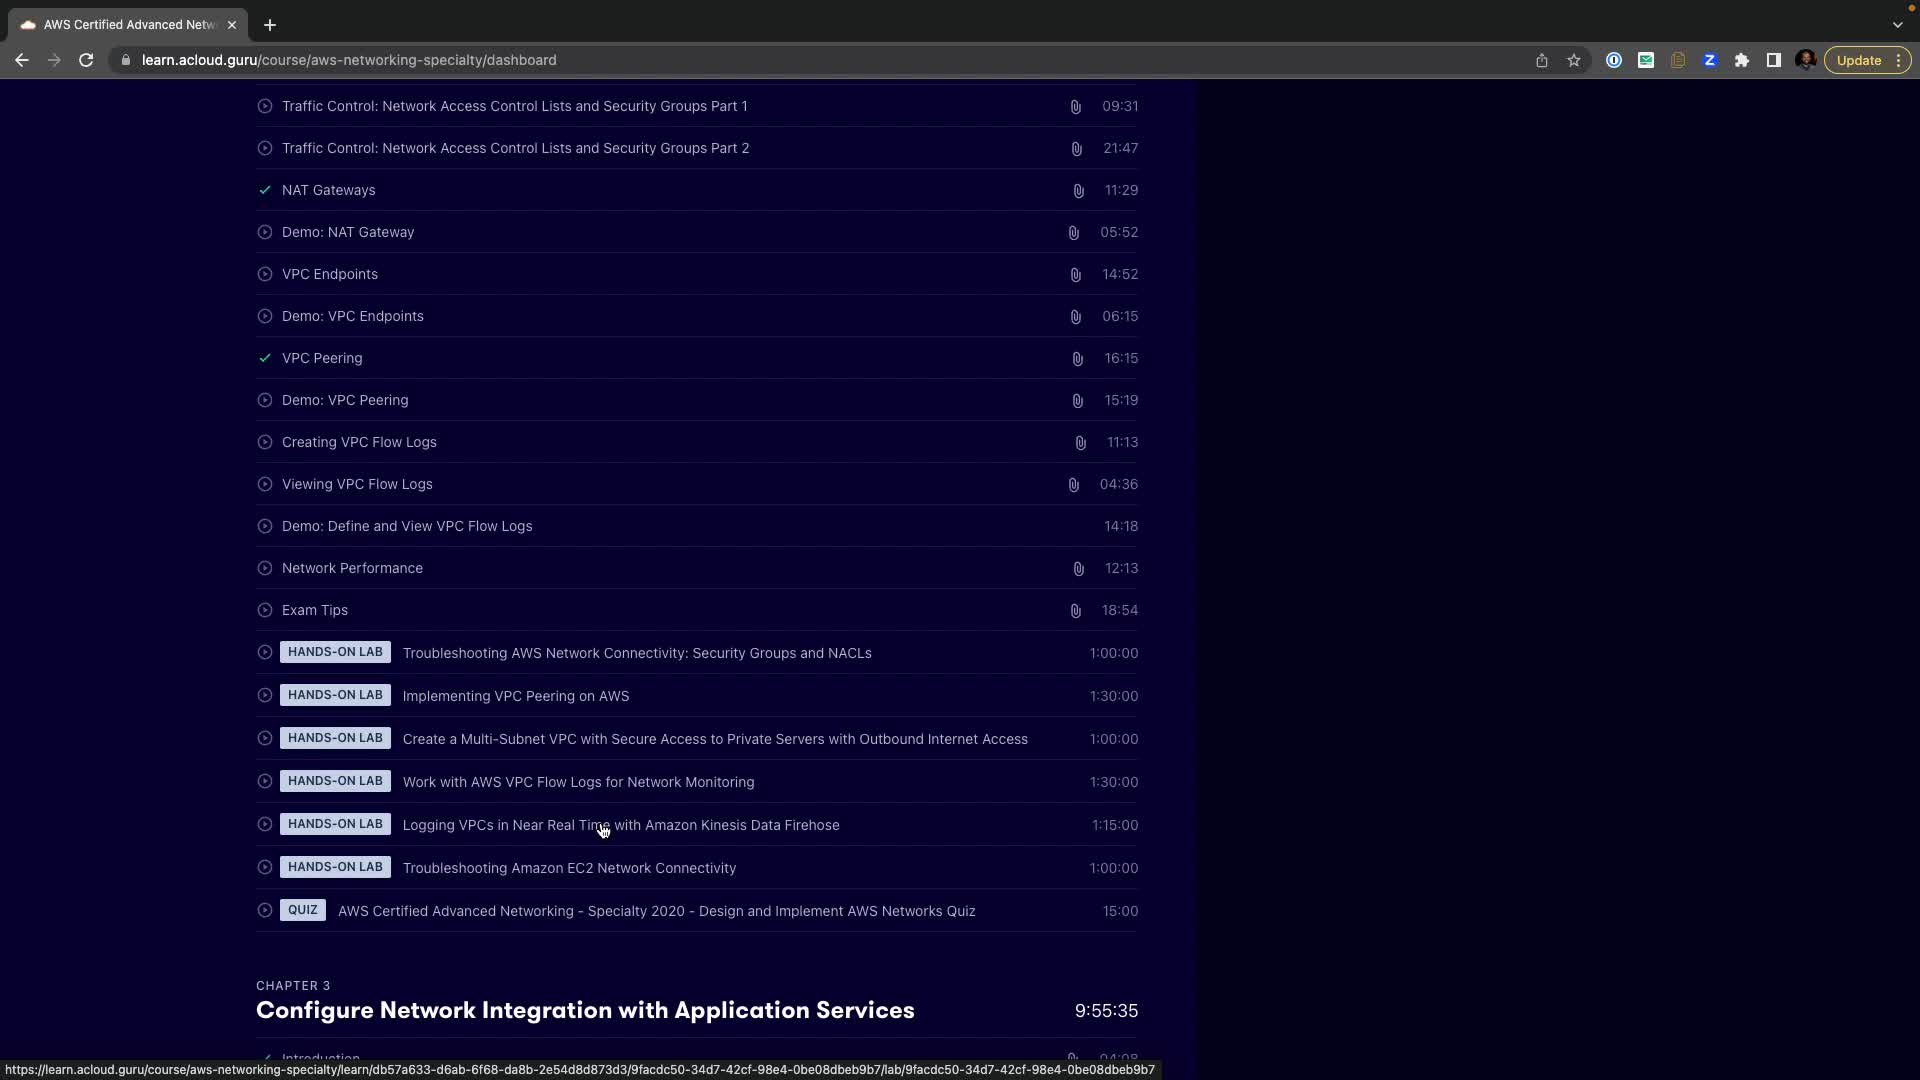 AWS Certified Advanced Netw
learn.acloud.guru/course/aws-networking-specialty/dashboard
Update
Traffic Control: Network Access Control Lists and Security Groups Part 1 09:31
Traffic Control: Network Access Control Lists and Security Groups Part 2 21:47
NAT Gateways 11:29
Demo: NAT Gateway 05:52
VPC Endpoints 14:52
Demo: VPC Endpoints 06:15
VPC Peering 16:15
Demo: VPC Peering 15:19
Creating VPC Flow Logs 11:13
Viewing VPC Flow Logs 04:36
Demo: Define and View VPC Flow Logs 14:18
Network Performance 12:13
Exam Tips 18:54
HANDS-ON LAB Troubleshooting AWS Network Connectivity: Security Groups and NACLs 1:00:00
HANDS-ON LAB Implementing VPC Peering on AWS 1:30:00
HANDS-ON LAB Create a Multi-Subnet VPC with Secure Access to Private Servers with Outbound Internet Access 1:00:00
HANDS-ON LAB Work with AWS VPC Flow Logs for Network Monitoring 1:30:00
HANDS-ON LAB Logging VPCs in Near Real Time with Amazon Kinesis Data Firehose 1:15:00
HANDS-ON LAB Troubleshooting Amazon EC2 Network Connectivity 1:00:00
QUIZ AWS Certified Advanced Networking - Specialty 2020 - Design and Implement AWS Networks Quiz 15:00
CHAPTER 3
Configure Network Integration with Application Services 9:55:35
Introduction 04:08
https://learn.acloud.guru/course/aws-networking-specialty/learn/db57a633-d6ab-6f68-da8b-2e54d8d873d3/9facdc50-34d7-42cf-98e4-0be08dbeb9b7/lab/9facdc50-34d7-42cf-98e4-0be08dbeb9b7